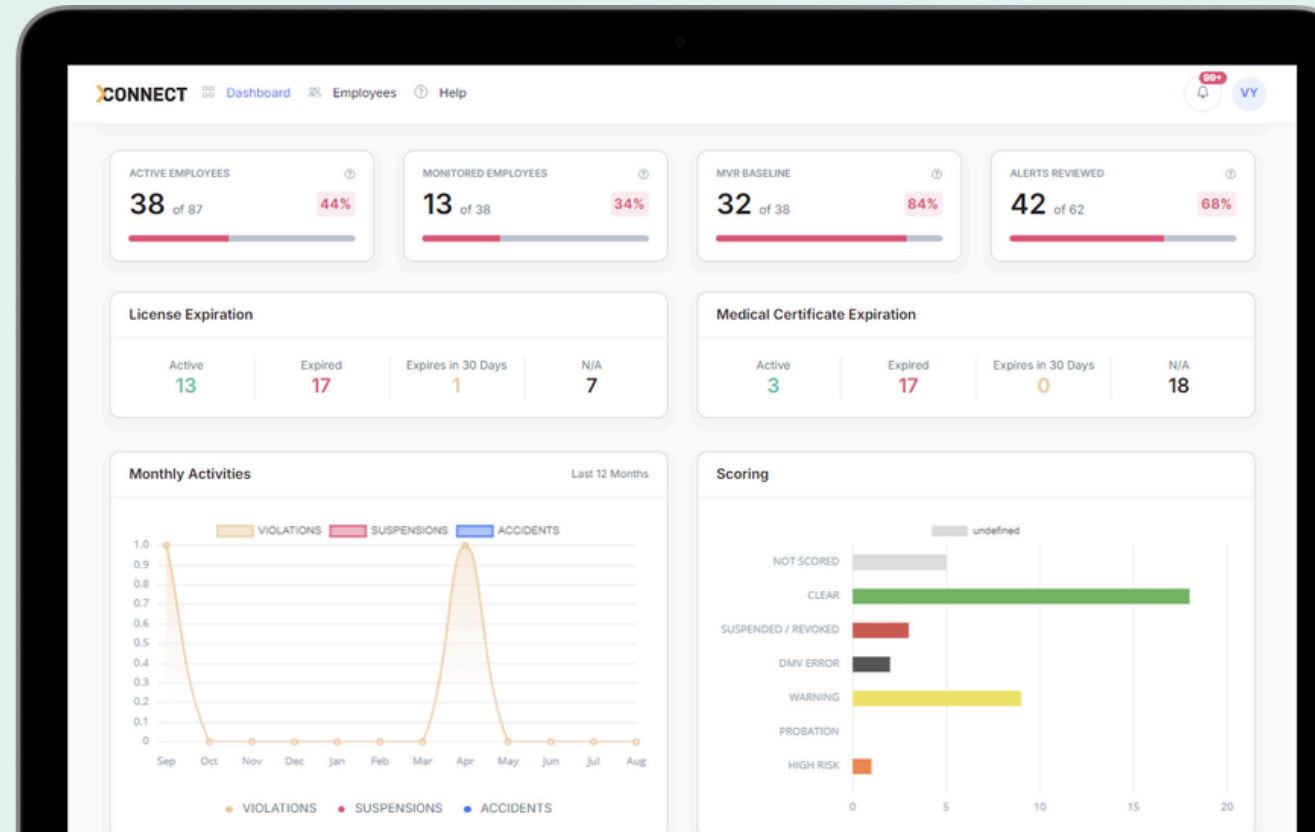 XCONNECT Dashboard Employees Help 99+ VY
ACTIVE EMPLOYEES
38 of 87 44%
MONITORED EMPLOYEES
13 of 38 34%
MVR BASELINE
32 of 38 84%
ALERTS REVIEWED
42 of 62 68%
License Expiration
Active Expired Expires in 30 Days N/A
13 17 1 7
Medical Certificate Expiration
Active Expired Expires in 30 Days N/A
3 17 0 18
Monthly Activities Last 12 Months
VIOLATIONS SUSPENSIONS ACCIDENTS
1.0
0.9
0.8
0.7
0.6
0.5
0.4
0.3
0.2
0.1
0
Sep Oct Nov Dec Jan Feb Mar Apr May Jun Jul Aug
VIOLATIONS SUSPENSIONS ACCIDENTS
Scoring
undefined
NOT SCORED
CLEAR
SUSPENDED / REVOKED
DMV ERROR
WARNING
PROBATION
HIGH RISK
0 5 10 15 20